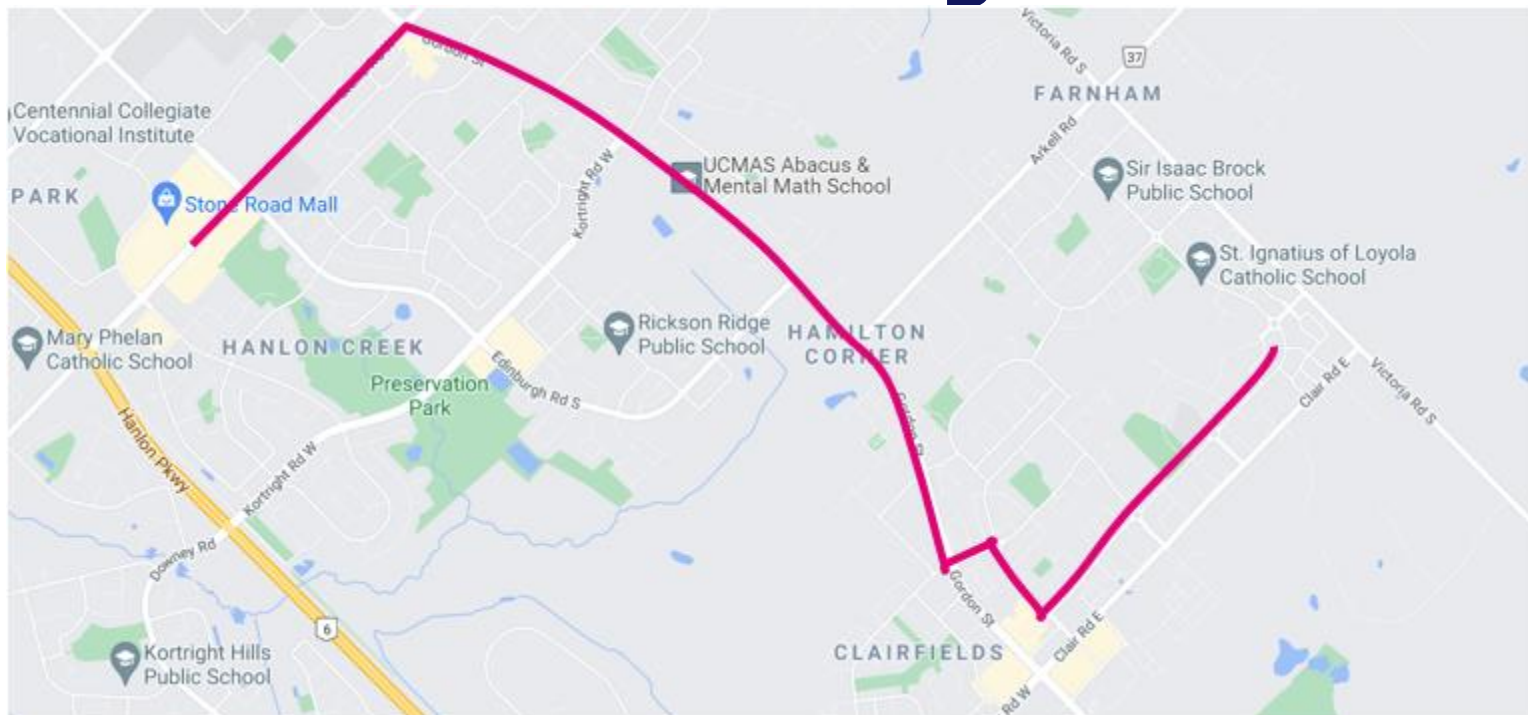 Victoria Rd S
Gordon St
37
FARNHAM
Centennial Collegiate
Vocational Institute
Arkell Rd
Kortright Rd W
UCMAS Abacus &
Mental Math School
Sir Isaac Brock
Public School
PARK
Stone Road Mall
St. Ignatius of Loyola
Catholic School
Rickson Ridge
Public School
HAMILTON
CORNER
Mary Phelan
Catholic School
HANLON CREEK
Edinburgh Rd S
Preservation
Park
Clair Rd E
Victoria Rd S
Hanlon Pkwy
Gordon St
Kortright Rd W
Downey Rd
Gordon St
6
Clair Rd E
CLAIRFIELDS
Kortright Hills
Public School
Rd W